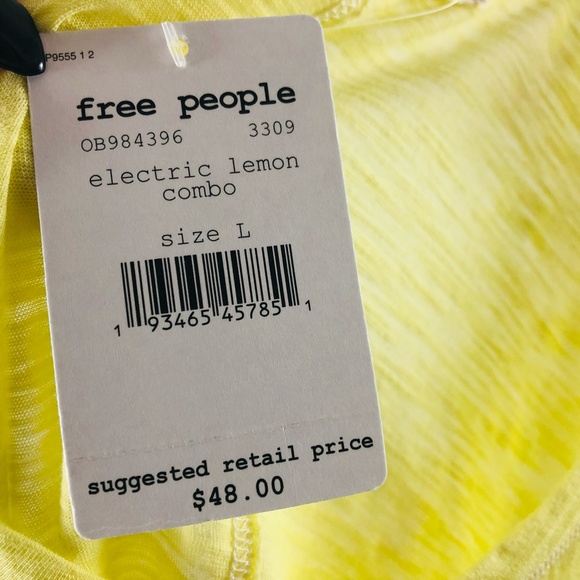 P9555 1 2
free people
OB984396 3309
electric lemon
combo
size L
1 93465 45785 1
suggested retail price
$48.00